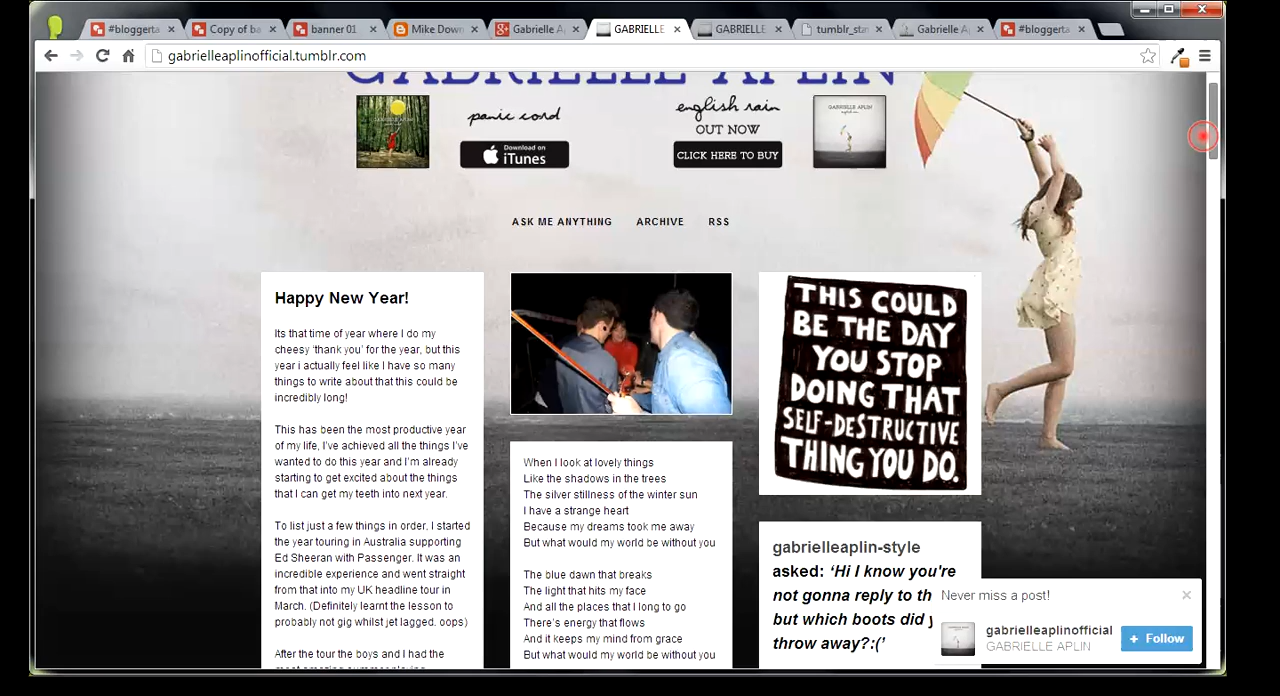 #bloggerta
Copy of ba
banner 01
Mike Down
Gabrielle A
GABRIELLE
GABRIELLE
tumblr_sta
Gabrielle A
#bloggerta
gabrielleaplinofficial.tumblr.com
GABRIELLE APLIN
panic cord
Download on
iTunes
english rain
OUT NOW
CLICK HERE TO BUY
ASK ME ANYTHING
ARCHIVE
RSS
Happy New Year!
Its that time of year where I do my
cheesy 'thank you' for the year, but this
year i actually feel like I have so many
things to write about that this could be
incredibly long!
This has been the most productive year
of my life, I've achieved all the things I've
wanted to do this year and I'm already
starting to get excited about the things
that I can get my teeth into next year.
To list just a few things in order, I started
the year touring in Australia supporting
Ed Sheeran with Passenger. It was an
incredible experience and went straight
from that into my UK headline tour in
March. (Definitely learnt the lesson to
probably not gig whilst jet lagged. oops)
After the tour the boys and I had the
When I look at lovely things
Like the shadows in the trees
The silver stillness of the winter sun
I have a strange heart
Because my dreams took me away
But what would my world be without you
The blue dawn that breaks
The light that hits my face
And all the places that I long to go
There's energy that flows
And it keeps my mind from grace
But what would my world be without you
THIS COULD
BE THE DAY
YOU STOP
DOING THAT
SELF-DESTRUCTIVE
THING YOU DO.
gabrielleaplin-style
asked: ‘Hi I know you're
not gonna reply to th
but which boots did y
throw away?:(’
Never miss a post!
gabrielleaplinofficial
GABRIELLE APLIN
+ Follow